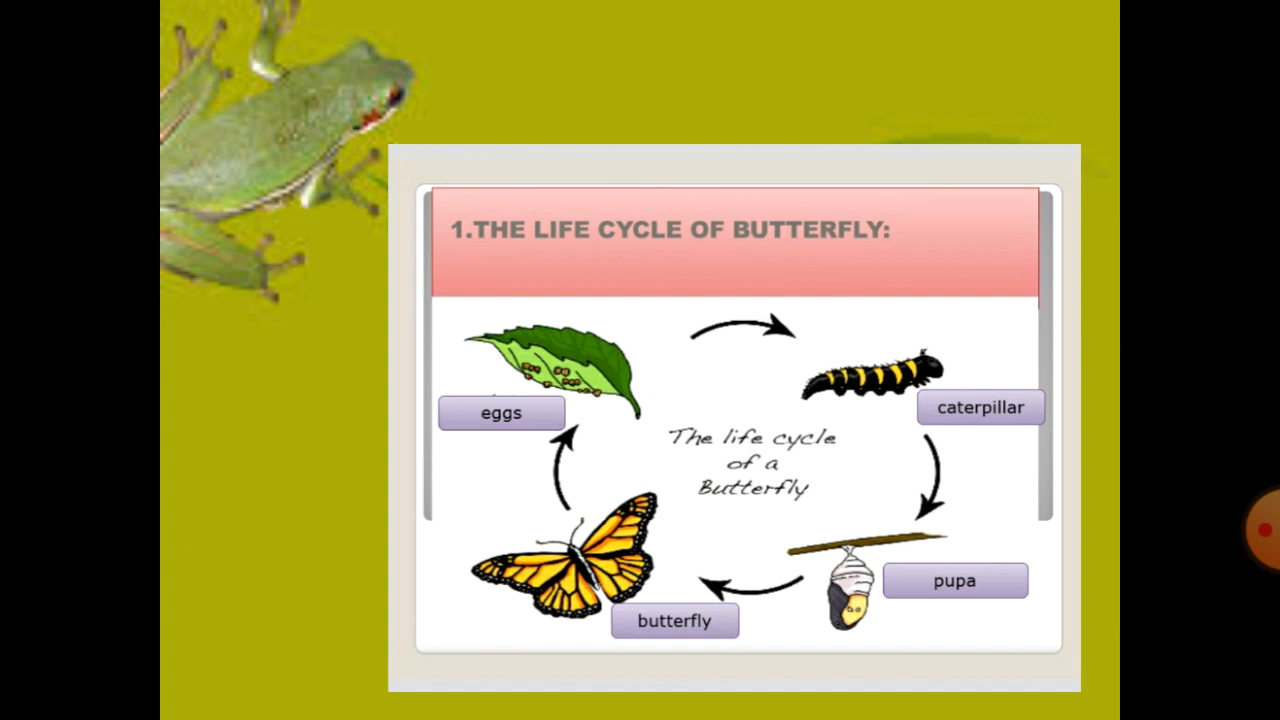 1.THE LIFE CYCLE OF BUTTERFLY:
eggs
caterpillar
The life cycle
of a
Butterfly
pupa
butterfly